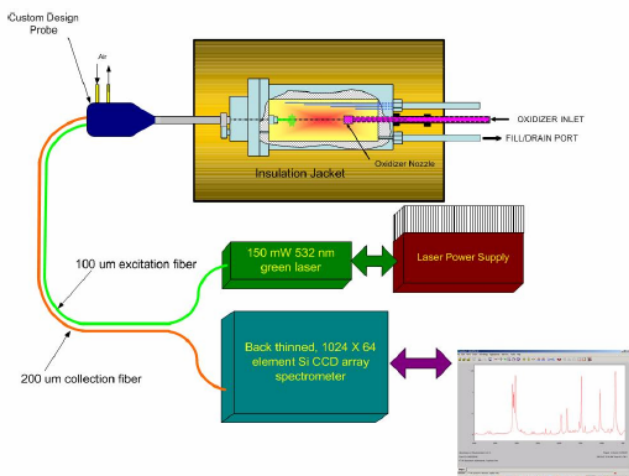 Custom Design
Probe
Air
OXIDIZER INLET
FILL/DRAIN PORT
Oxidizer Nozzle
Insulation Jacket
150 mW 532 nm
green laser
Laser Power Supply
100 um excitation fiber
Back thinned, 1024 X 64
element Si CCD array
spectrometer
200 um collection fiber